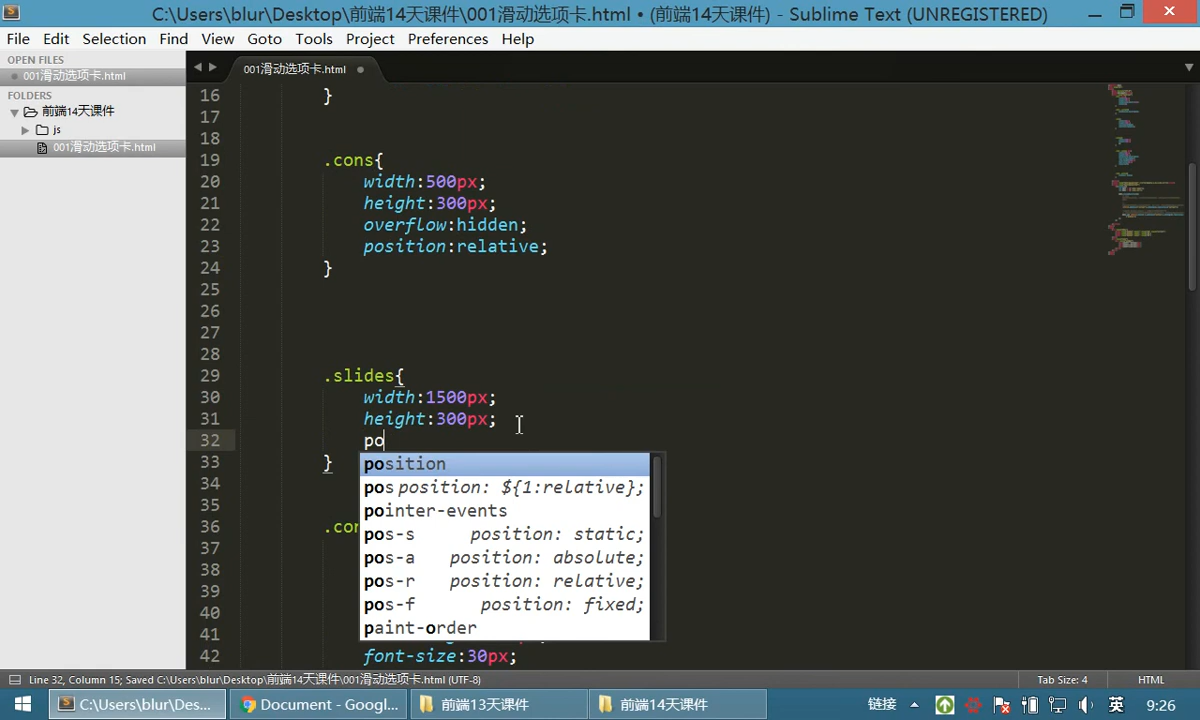 C:\Users\blur\Desktop\前端14天课件\001滑动选项卡.html • (前端14天课件) - Sublime Text (UNREGISTERED)
File Edit Selection Find View Goto Tools Project Preferences Help
OPEN FILES
001滑动选项卡.html
FOLDERS
前端14天课件
js
001滑动选项卡.html
001滑动选项卡.html
16 }
17
18
19 .cons{
20 width:500px;
21 height:300px;
22 overflow:hidden;
23 position:relative;
24 }
25
26
27
28
29 .slides{
30 width:1500px;
31 height:300px;
32 po
33 }
position
pos position: ${1:relative};
pointer-events
pos-s position: static;
pos-a position: absolute;
pos-r position: relative;
pos-f position: fixed;
paint-order
34
35
36 .con
37
38
39
40
41
42 font-size:30px;
Line 32, Column 15; Saved C:\Users\blur\Desktop\前端14天课件\001滑动选项卡.html (UTF-8)
Tab Size: 4
HTML
C:\Users\blur\Des...
Document - Googl...
前端13天课件
前端14天课件
链接
英
9:26